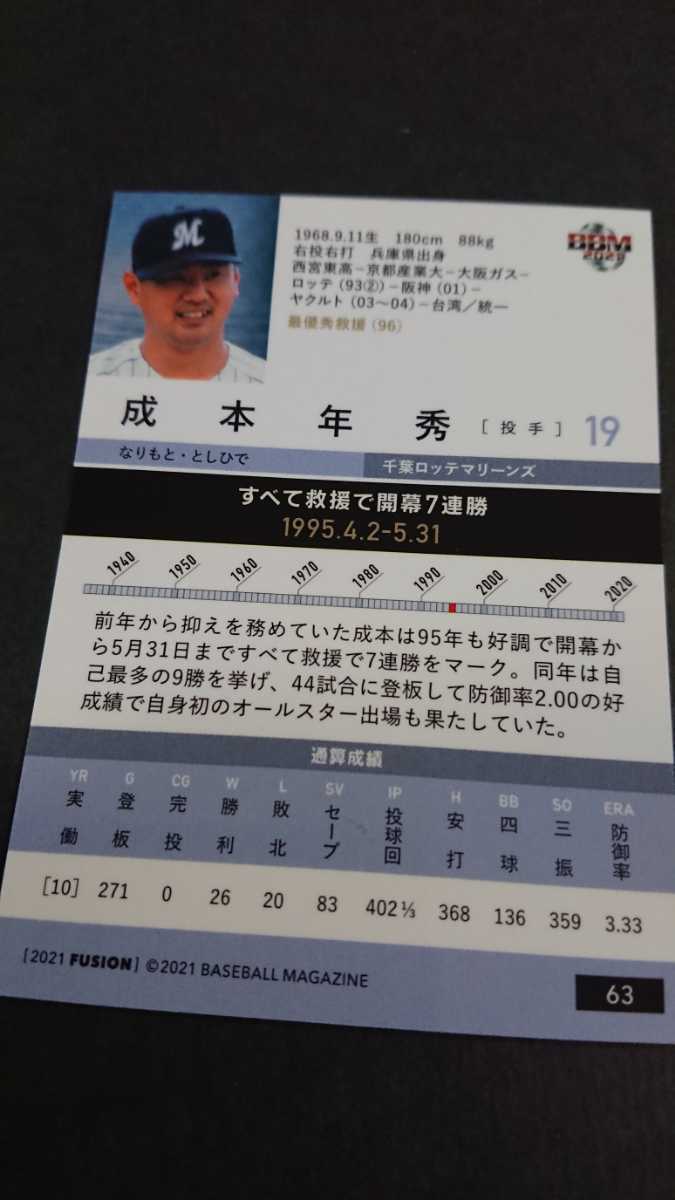 M
1968.9.11生 180cm 88kg
右投右打 兵庫県出身
西宮東高−京都産業大−大阪ガス−
ロッテ(93②)−阪神(01)−
ヤクルト(03〜04)−台湾／統一
最優秀救援(96)
BBM
成本年秀 [投手] 19
なりもと・としひで 千葉ロッテマリーンズ
すべて救援で開幕7連勝
1995.4.2-5.31
1940 1950 1960 1970 1980 1990 2000 2010 2020
前年から抑えを務めていた成本は95年も好調で開幕か
ら5月31日まですべて救援で7連勝をマーク。同年は自
己最多の9勝を挙げ、44試合に登板して防御率2.00の好
成績で自身初のオールスター出場も果たしていた。
通算成績
YR G CG W L SV IP H BB SO ERA
実働 登板 完投 勝利 敗北 セーブ 投球回 安打 四球 三振 防御率
[10] 271 0 26 20 83 402⅓ 368 136 359 3.33
[2021 FUSION] ©2021 BASEBALL MAGAZINE
63